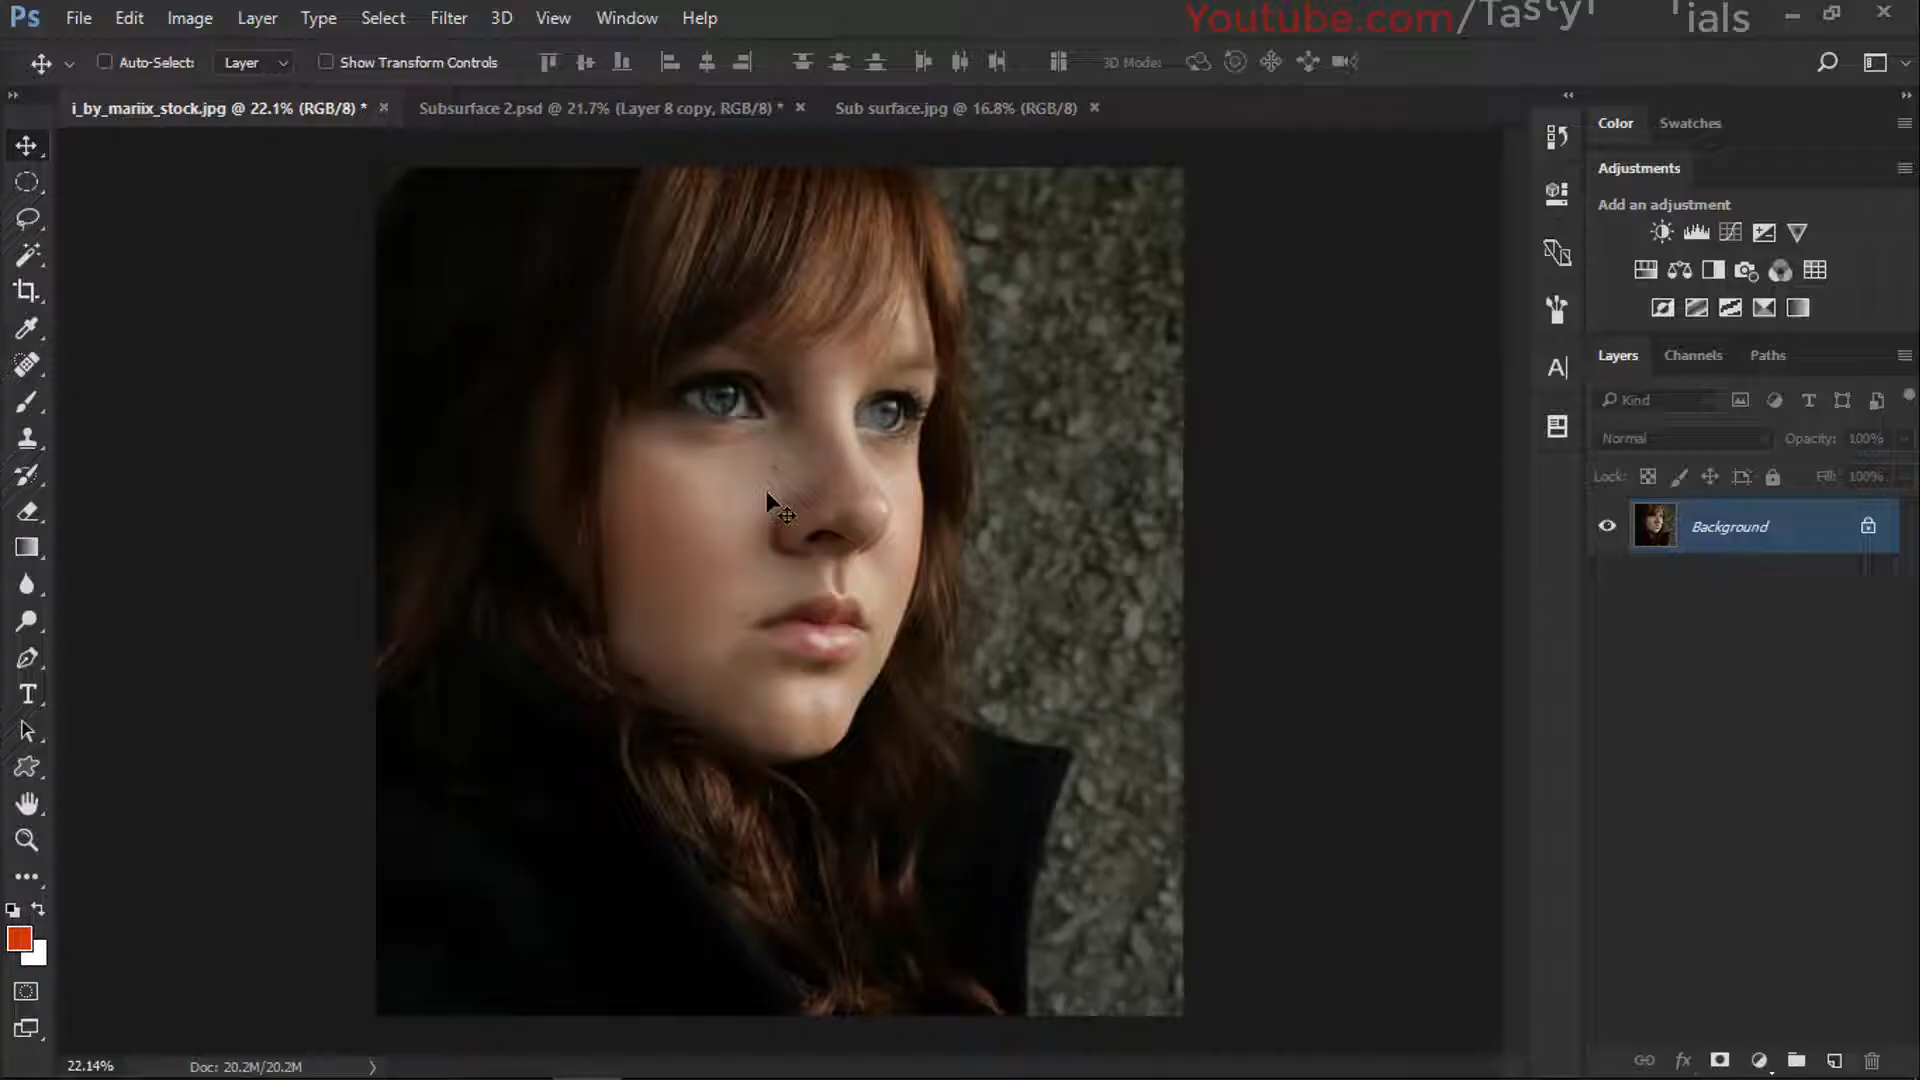 Ps File Edit Image Layer Type Select Filter 3D View Window Help
Youtube.com/Tasty
ials
Auto-Select: Layer Show Transform Controls 3D Mode:
i_by_mariix_stock.jpg @ 22.1% (RGB/8) * Subsurface 2.psd @ 21.7% (Layer 8 copy, RGB/8) * Sub surface.jpg @ 16.8% (RGB/8)
Color Swatches
Adjustments
Add an adjustment
Layers Channels Paths
Kind
Normal Opacity: 100%
Lock: Fill: 100%
Background
22.14% Doc: 20.2M/20.2M